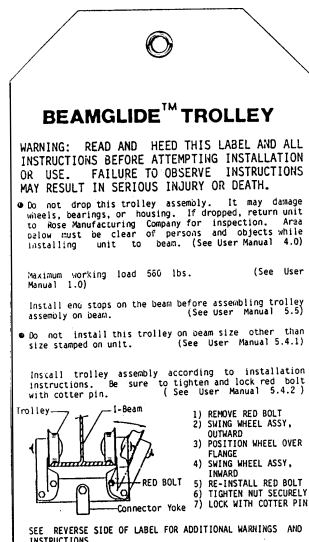 BEAMGLIDE™ TROLLEY
WARNING: READ AND HEED THIS LABEL AND ALL
INSTRUCTIONS BEFORE ATTEMPTING INSTALLATION
OR USE. FAILURE TO OBSERVE INSTRUCTIONS
MAY RESULT IN SERIOUS INJURY OR DEATH.
● Do not drop this trolley assembly. It may damage
wheels, bearings, or housing. If dropped, return unit
to Rose Manufacturing Company for inspection. Area
below must be clear of persons and objects while
installing unit to beam. (See User Manual 4.0)
Maximum working load 560 lbs. (See User
Manual 1.0)
Install end stops on the beam before assembling trolley
assembly on beam. (See User Manual 5.5)
● Do not install this trolley on beam size other than
size stamped on unit. (See User Manual 5.4.1)
Install trolley assembly according to installation
instructions. Be sure to tighten and lock red bolt
with cotter pin. ( See User Manual 5.4.2 )
Trolley
I-Beam
RED BOLT
Connector Yoke
1) REMOVE RED BOLT
2) SWING WHEEL ASSY,
OUTWARD
3) POSITION WHEEL OVER
FLANGE
4) SWING WHEEL ASSY,
INWARD
5) RE-INSTALL RED BOLT
6) TIGHTEN NUT SECURELY
7) LOCK WITH COTTER PIN
SEE REVERSE SIDE OF LABEL FOR ADDITIONAL WARNINGS AND
INSTRUCTIONS